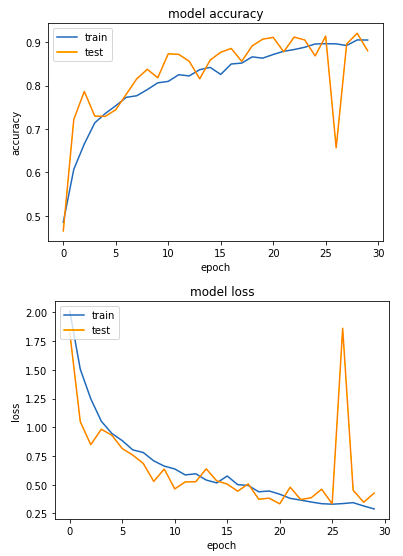 model accuracy
train
test
0.9
0.8
0.7
0.6
0.5
accuracy
0 5 10 15 20 25 30
epoch
model loss
train
test
2.00
1.75
1.50
1.25
1.00
0.75
0.50
0.25
loss
0 5 10 15 20 25 30
epoch